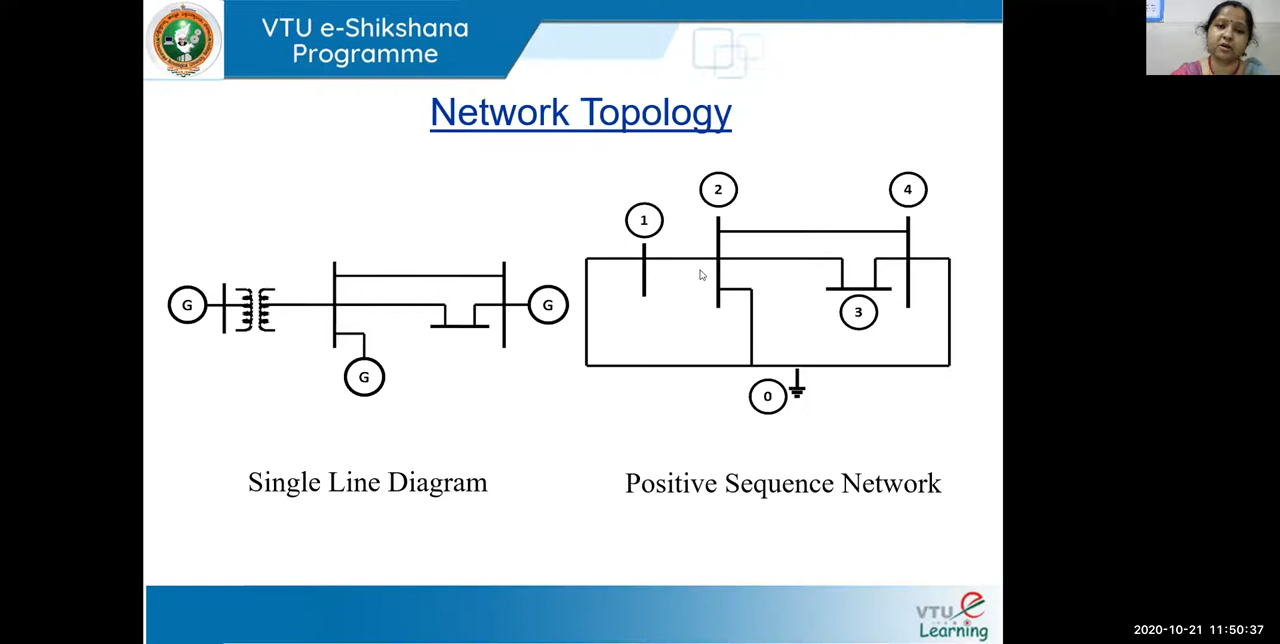 VTU e-Shikshana
Programme
Network Topology
G
G
G
1
2
4
3
0
Single Line Diagram
Positive Sequence Network
VTU e
Learning
2020-10-21 11:50:37